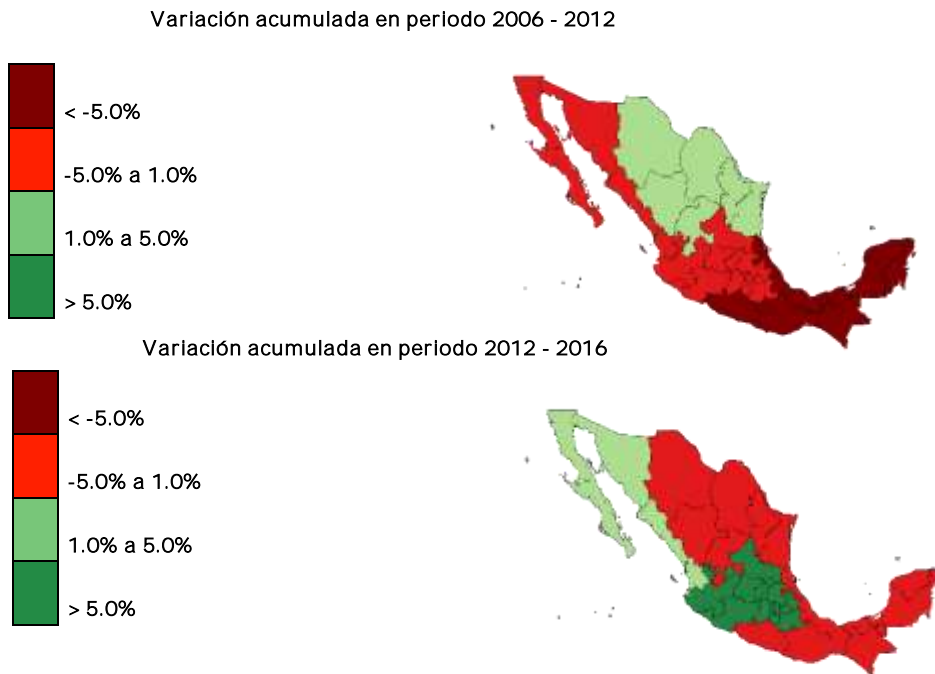 Variación acumulada en periodo 2006 - 2012
< -5.0%
-5.0% a 1.0%
1.0% a 5.0%
> 5.0%
Variación acumulada en periodo 2012 - 2016
< -5.0%
-5.0% a 1.0%
1.0% a 5.0%
> 5.0%